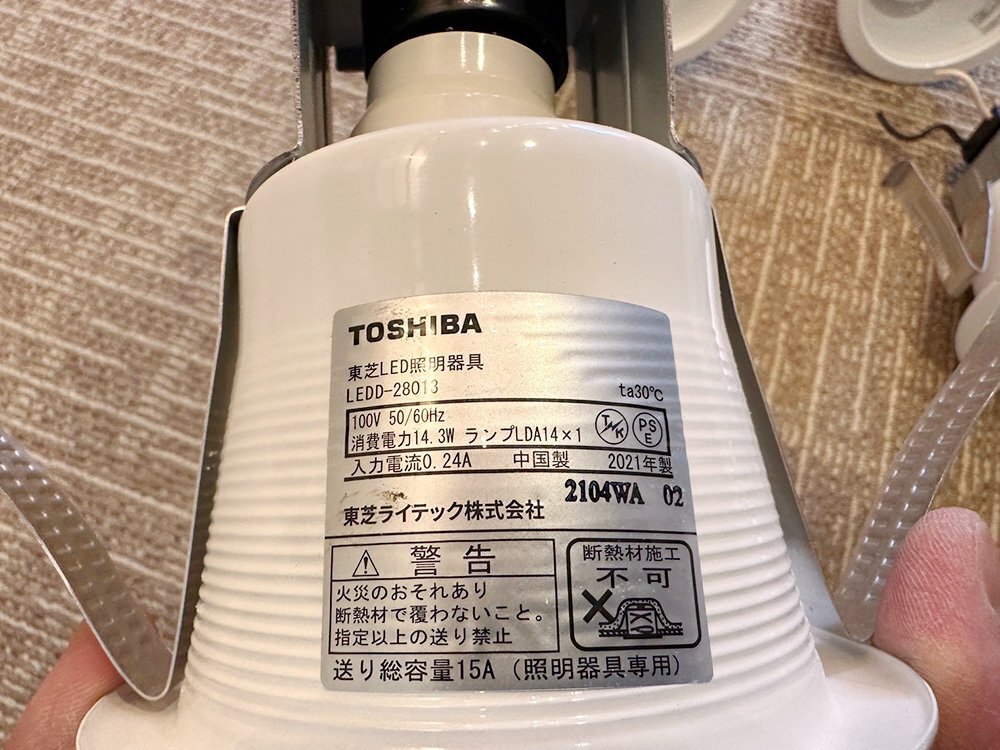 TOSHIBA
東芝LED照明器具
LEDD-28013
ta30℃
100V 50/60Hz
消費電力14.3W ランプLDA14×1
TWK
PSE
入力電流0.24A 中国製 2021年製
2104WA 02
東芝ライテック株式会社
警告
火災のおそれあり
断熱材で覆わないこと。
指定以上の送り禁止
断熱材施工
不可
送り総容量15A (照明器具専用)